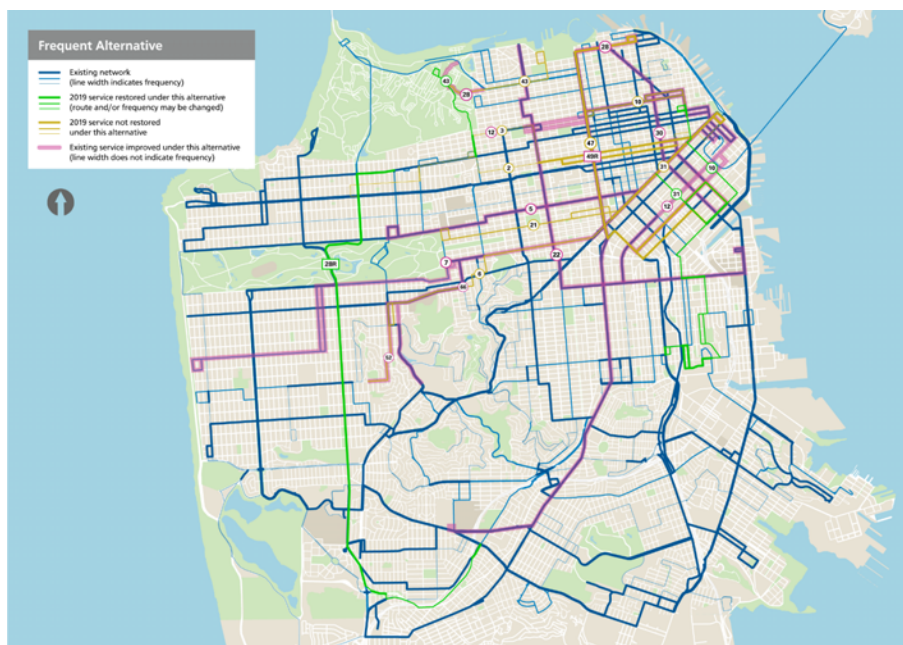 Frequent Alternative
Existing network
(line width indicates frequency)
2019 service restored under this alternative
(route and/or frequency may be changed)
2019 service not restored
under this alternative
Existing service improved under this alternative
(line width does not indicate frequency)
28
43
43
28
10
12
3
47
30
49R
2
31
10
31
12
5
21
28R
7
22
6
52